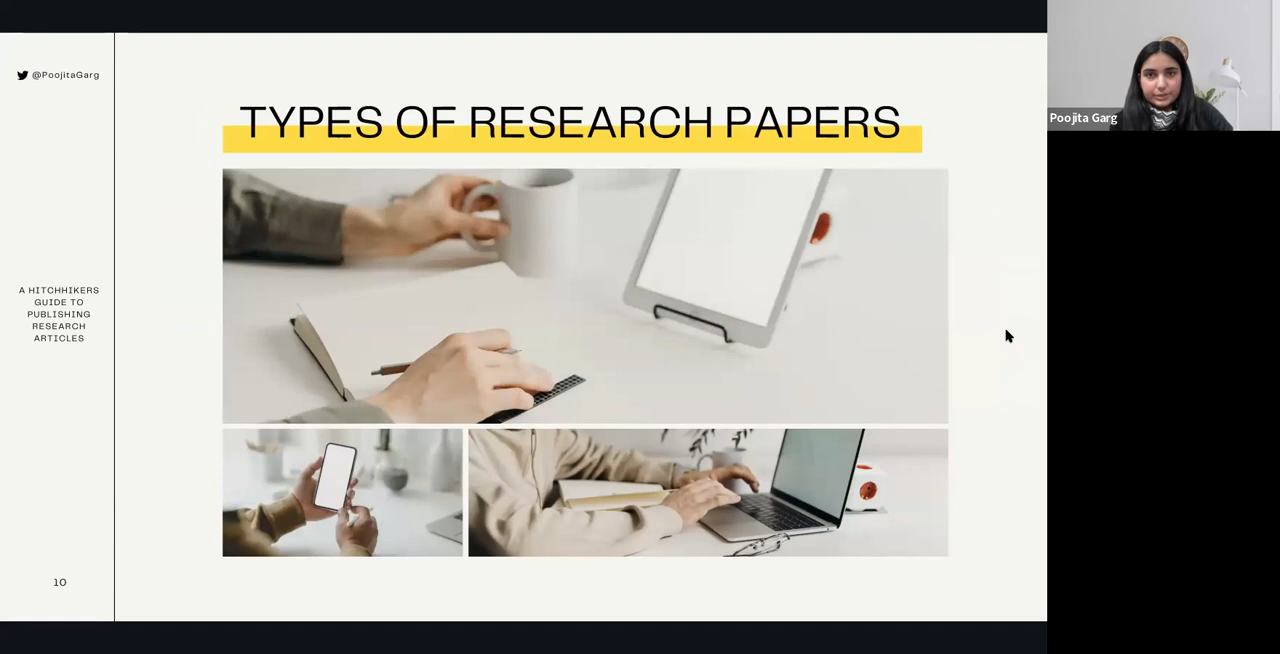 @PoojitaGarg
TYPES OF RESEARCH PAPERS
A HITCHHIKERS
GUIDE TO
PUBLISHING
RESEARCH
ARTICLES
10
Poojita Garg